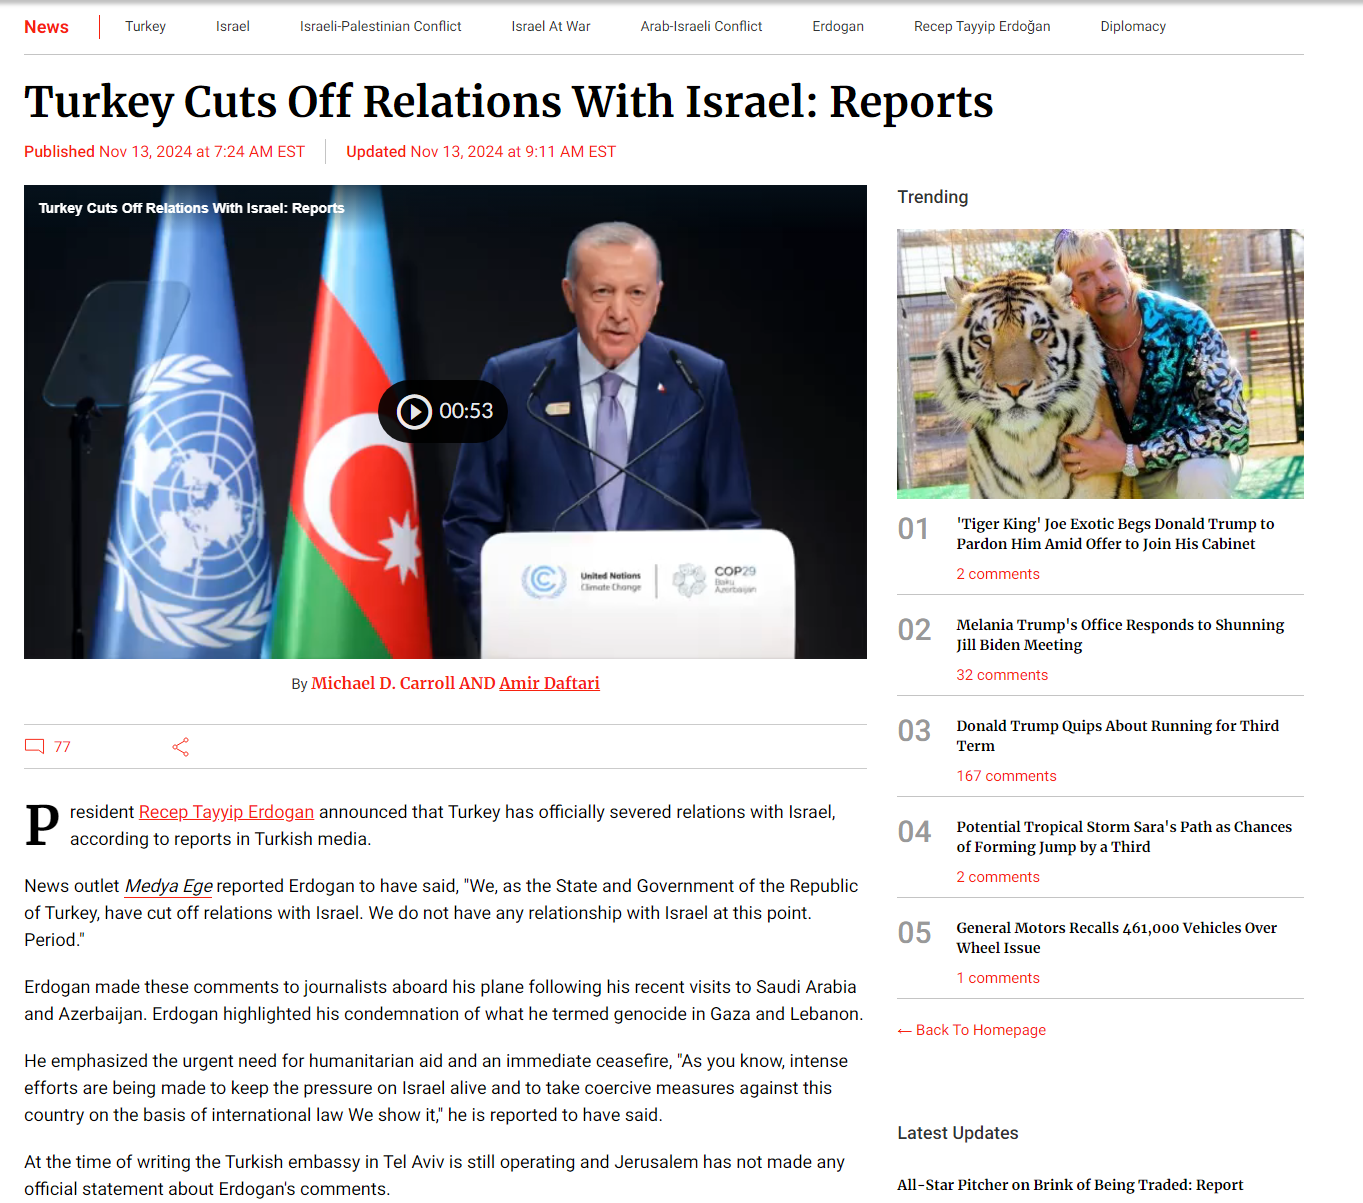 News
Turkey
Israel
Israeli-Palestinian Conflict
Israel At War
Arab-Israeli Conflict
Erdogan
Recep Tayyip Erdoğan
Diplomacy
Turkey Cuts Off Relations With Israel: Reports
Published Nov 13, 2024 at 7:24 AM EST
Updated Nov 13, 2024 at 9:11 AM EST
Turkey Cuts Off Relations With Israel: Reports
00:53
United Nations
Climate Change
COP29
Baku
Azerbaijan
By Michael D. Carroll AND Amir Daftari
77
President Recep Tayyip Erdogan announced that Turkey has officially severed relations with Israel,
according to reports in Turkish media.
News outlet Medya Ege reported Erdogan to have said, "We, as the State and Government of the Republic
of Turkey, have cut off relations with Israel. We do not have any relationship with Israel at this point.
Period."
Erdogan made these comments to journalists aboard his plane following his recent visits to Saudi Arabia
and Azerbaijan. Erdogan highlighted his condemnation of what he termed genocide in Gaza and Lebanon.
He emphasized the urgent need for humanitarian aid and an immediate ceasefire, "As you know, intense
efforts are being made to keep the pressure on Israel alive and to take coercive measures against this
country on the basis of international law We show it," he is reported to have said.
At the time of writing the Turkish embassy in Tel Aviv is still operating and Jerusalem has not made any
official statement about Erdogan's comments.
Trending
01
'Tiger King' Joe Exotic Begs Donald Trump to
Pardon Him Amid Offer to Join His Cabinet
2 comments
02
Melania Trump's Office Responds to Shunning
Jill Biden Meeting
32 comments
03
Donald Trump Quips About Running for Third
Term
167 comments
04
Potential Tropical Storm Sara's Path as Chances
of Forming Jump by a Third
2 comments
05
General Motors Recalls 461,000 Vehicles Over
Wheel Issue
1 comments
← Back To Homepage
Latest Updates
All-Star Pitcher on Brink of Being Traded: Report